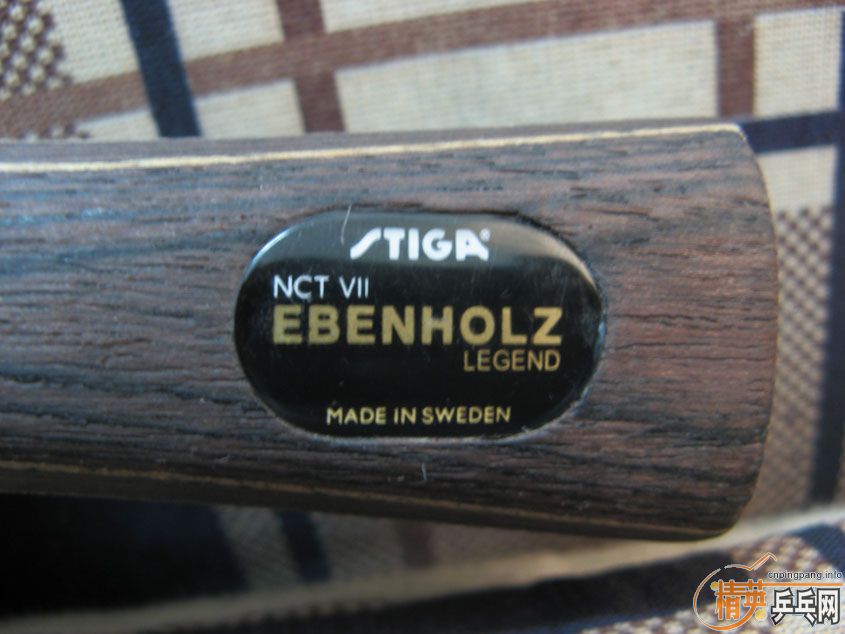 STIGA®
NCT VII
EBENHOLZ
LEGEND
MADE IN SWEDEN
cnpingpang.info
精英乒乓网